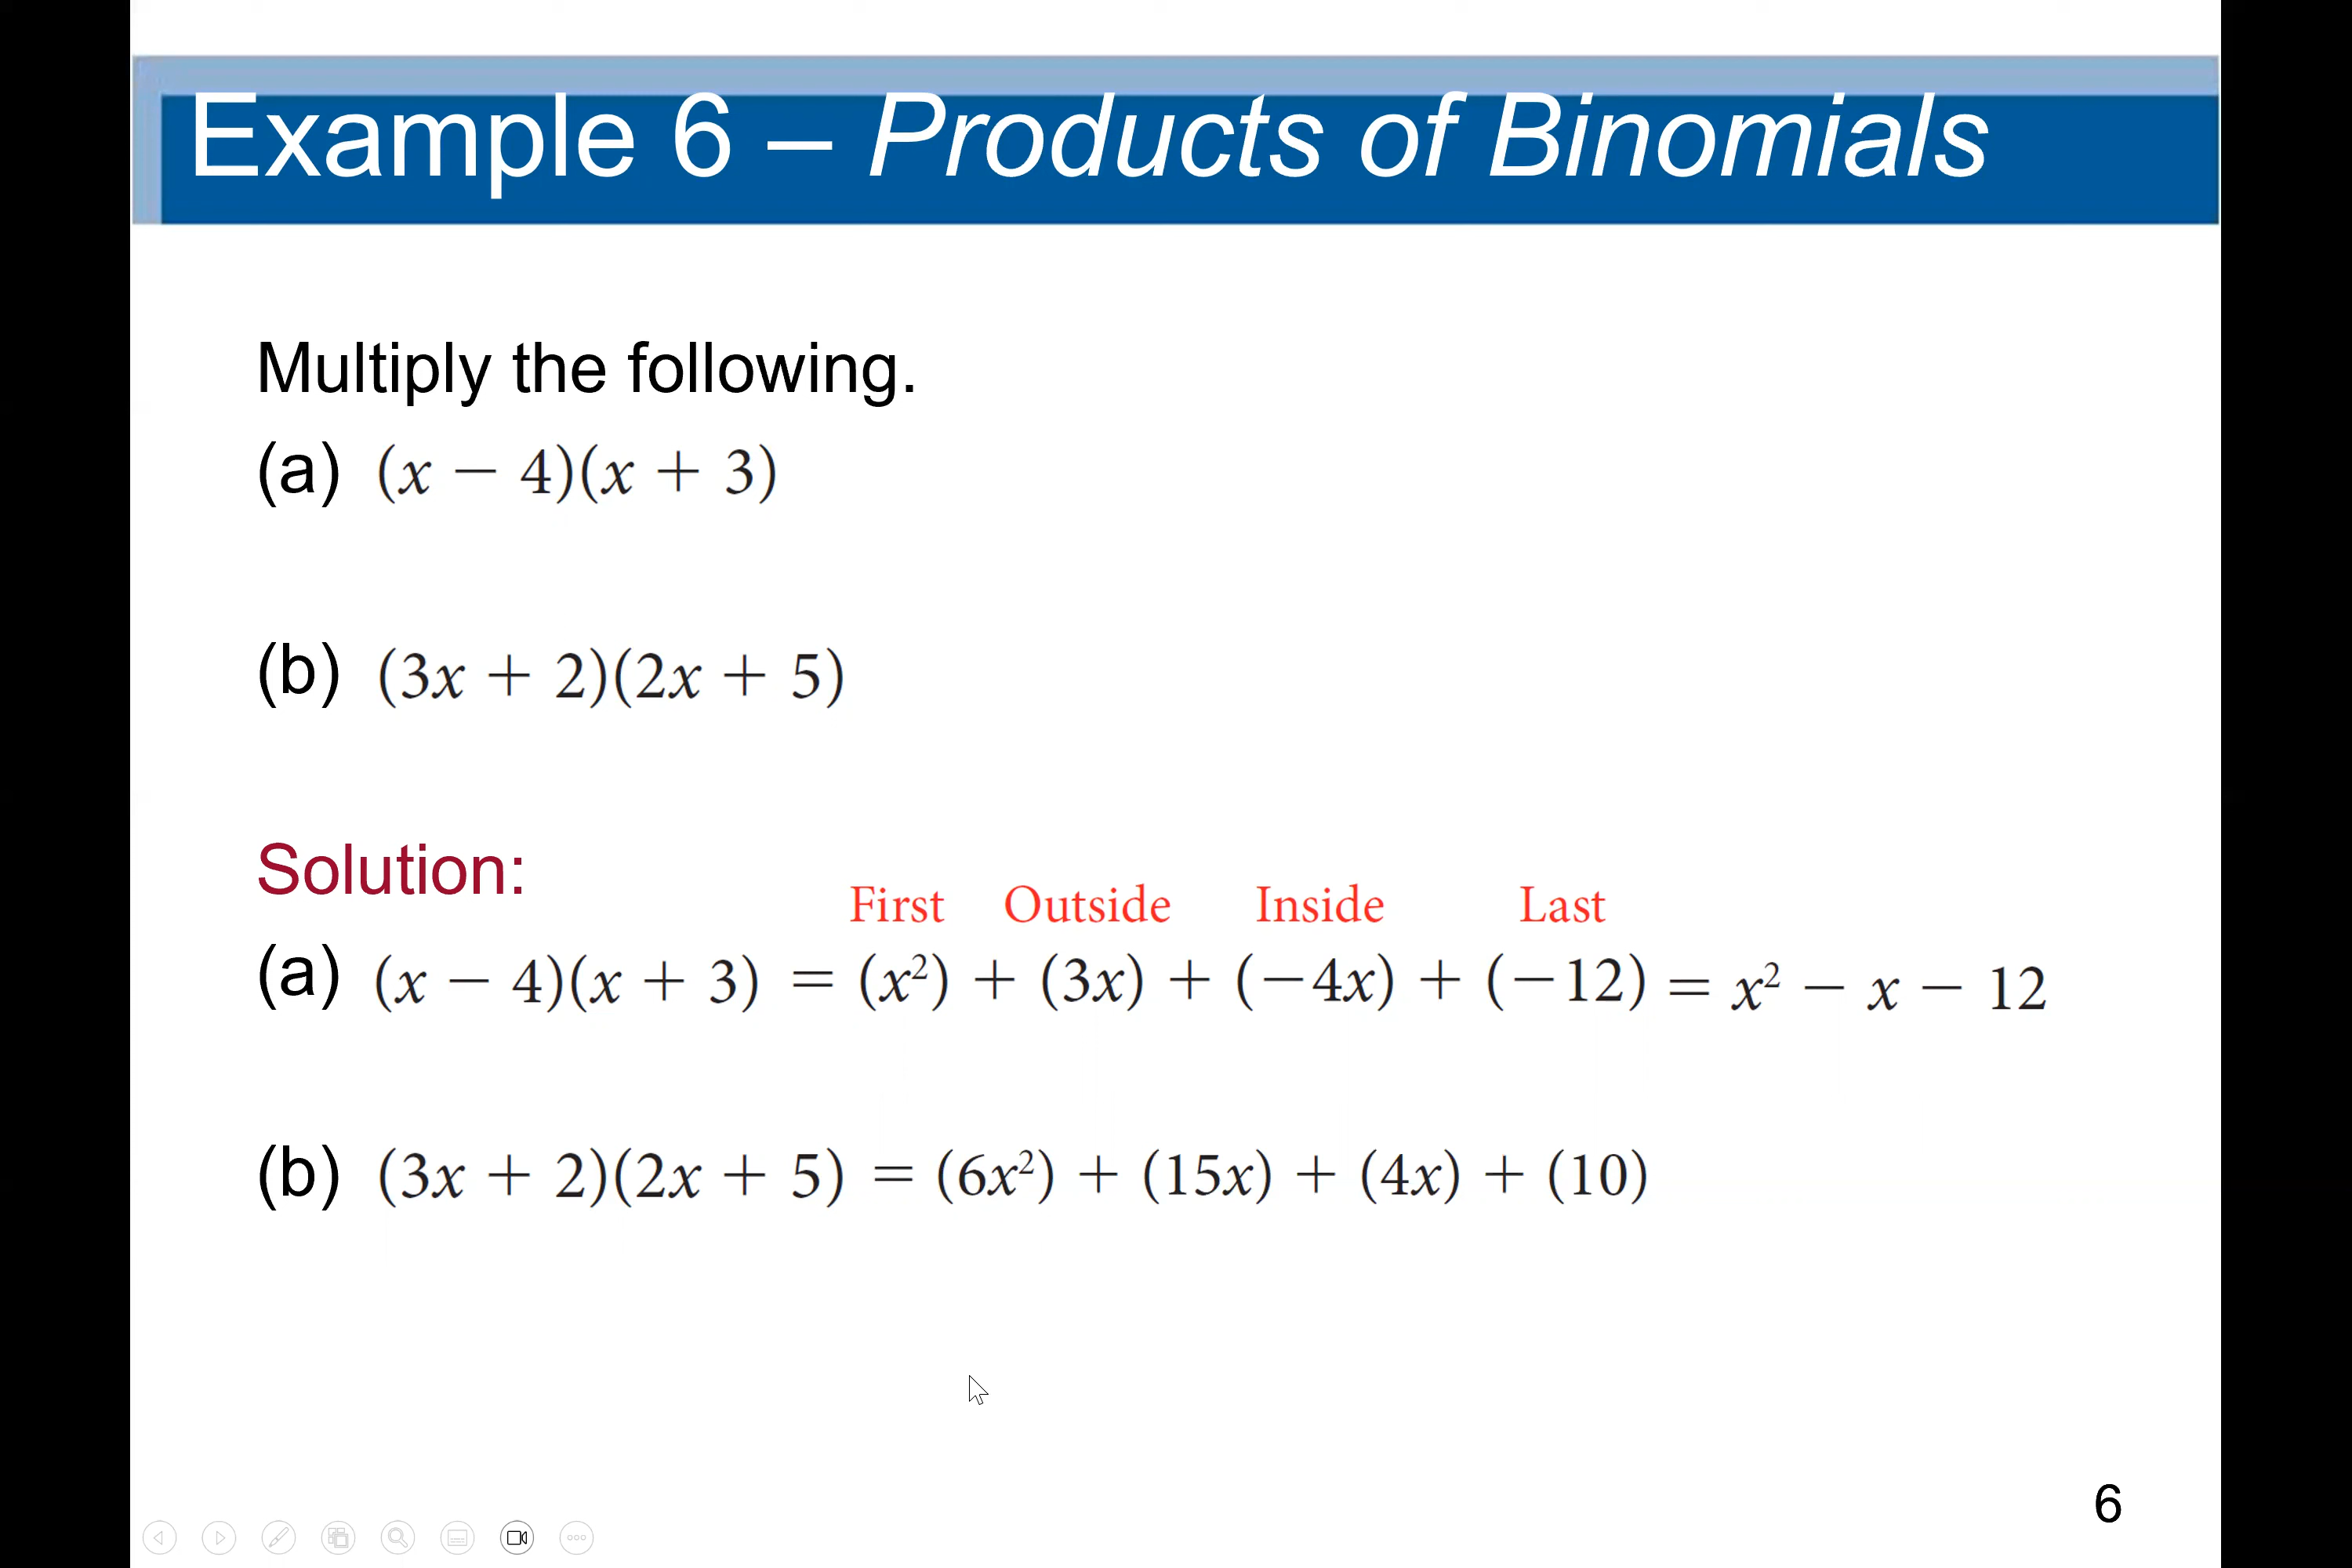 Example 6 – Products of Binomials
Multiply the following.
(a) (x − 4)(x + 3)
(b) (3x + 2)(2x + 5)
Solution:
First Outside Inside Last
(a) (x − 4)(x + 3) = (x²) + (3x) + (−4x) + (−12) = x² − x − 12
(b) (3x + 2)(2x + 5) = (6x²) + (15x) + (4x) + (10)
6